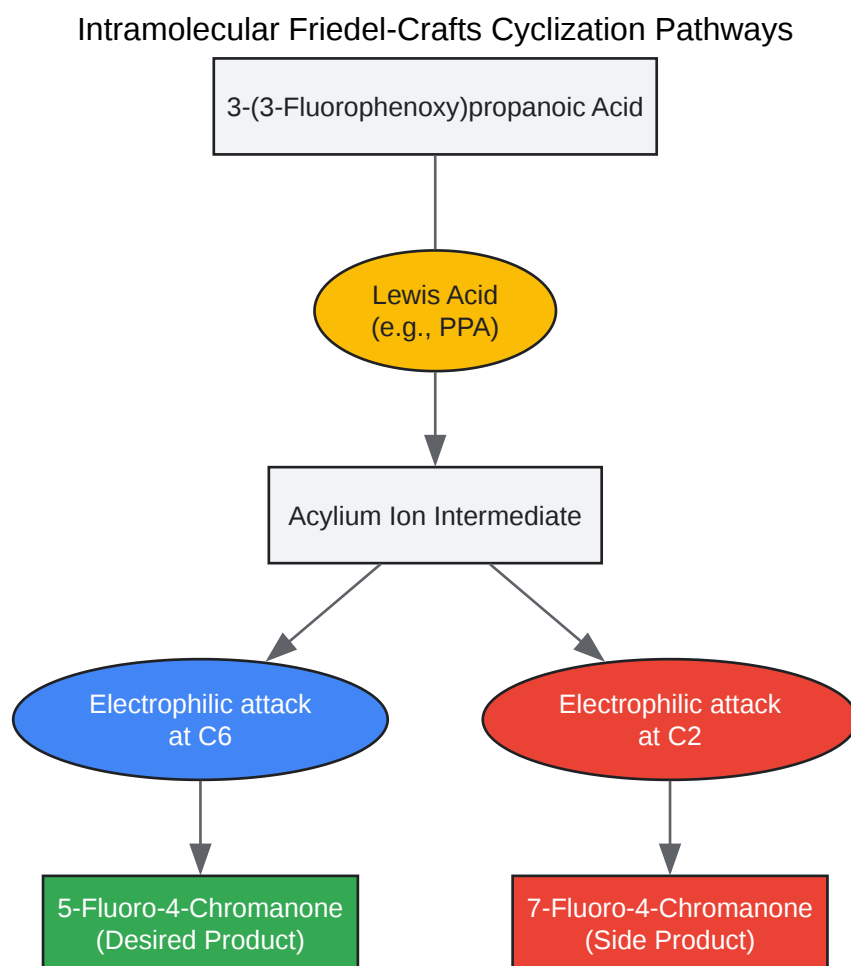 Intramolecular Friedel-Crafts Cyclization Pathways
3-(3-Fluorophenoxy)propanoic Acid
Lewis Acid
(e.g., PPA)
Acylium Ion Intermediate
Electrophilic attack
at C6
Electrophilic attack
at C2
5-Fluoro-4-Chromanone
(Desired Product)
7-Fluoro-4-Chromanone
(Side Product)